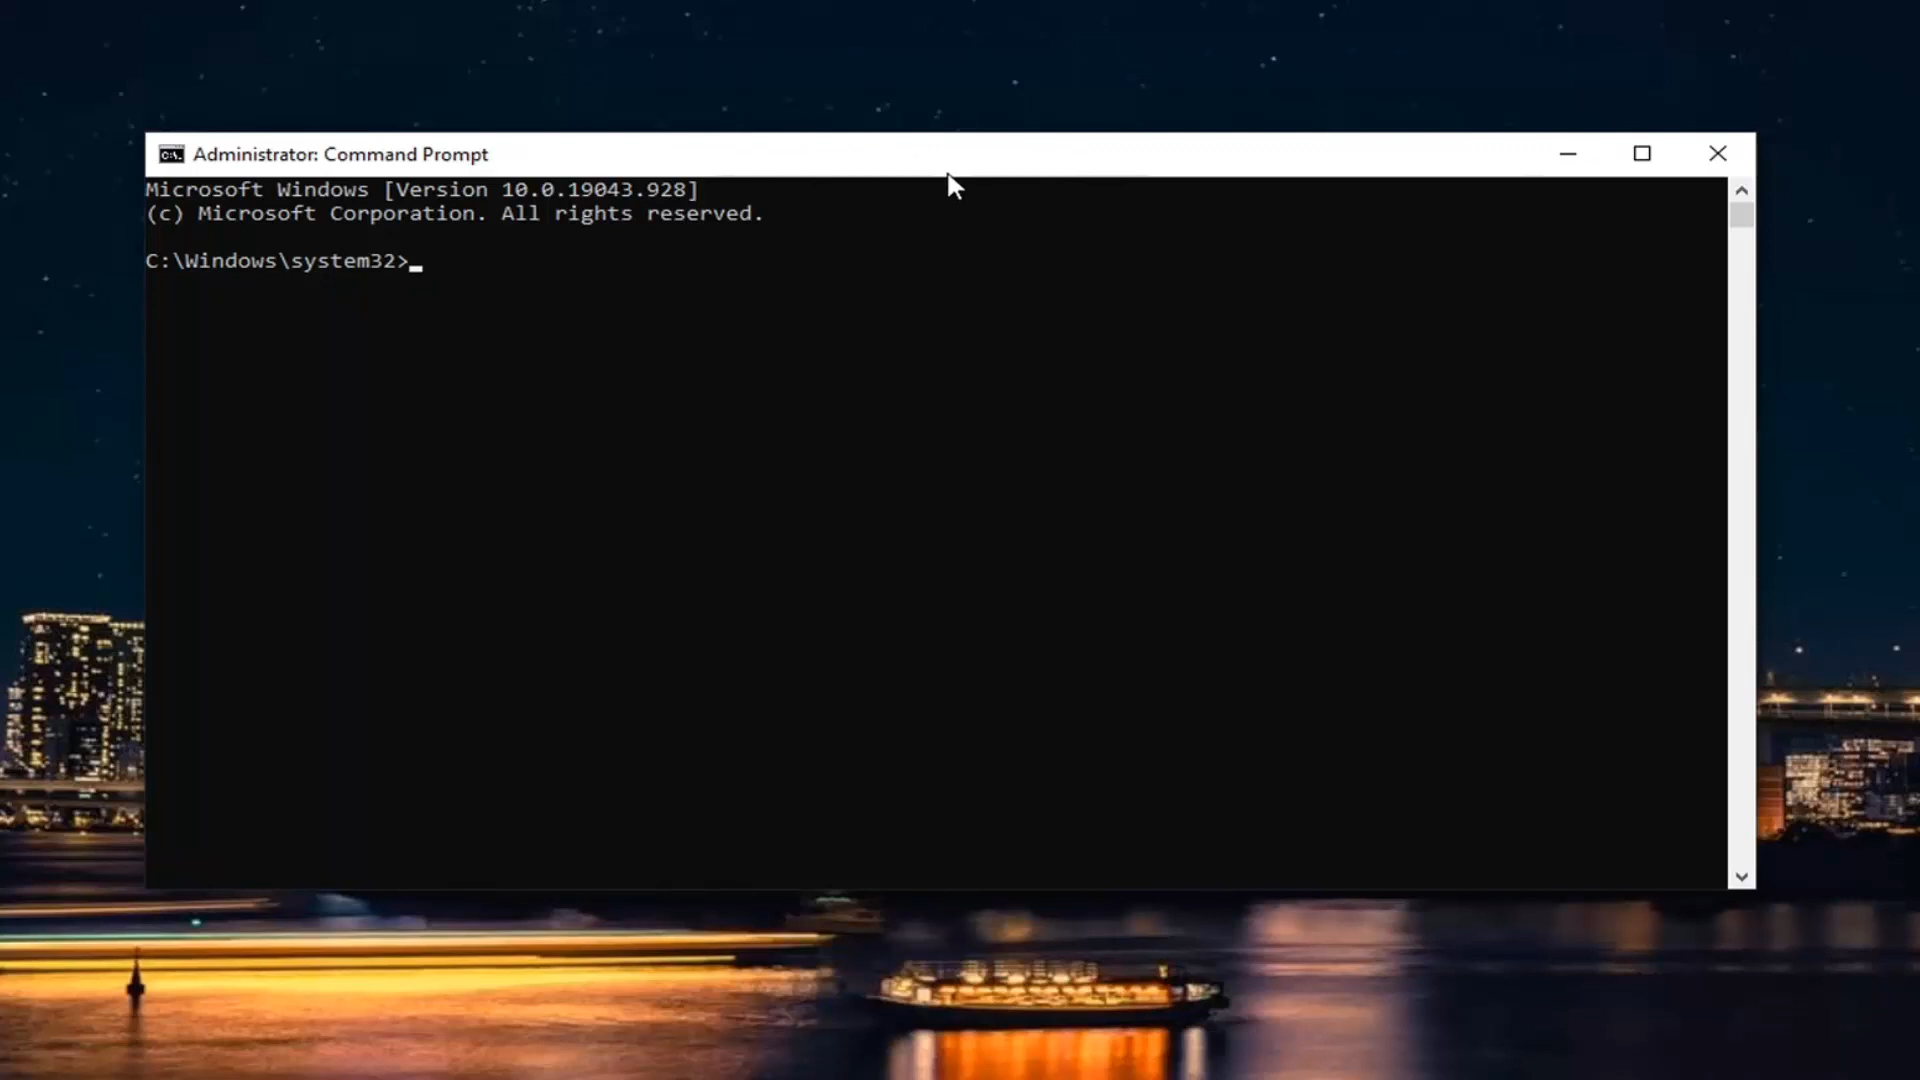 Administrator: Command Prompt
Microsoft Windows [Version 10.0.19043.928]
(c) Microsoft Corporation. All rights reserved.
C:\Windows\system32>